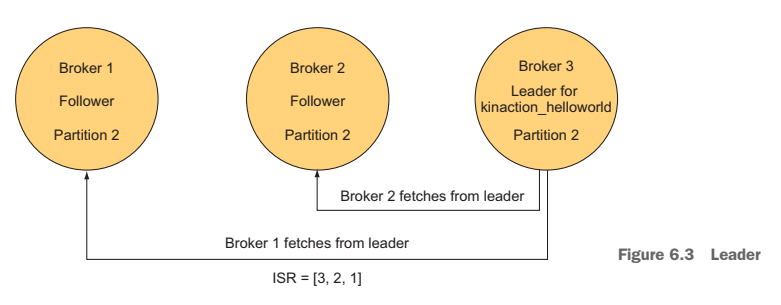 Broker 1
Follower
Partition 2
Broker 2
Follower
Partition 2
Broker 3
Leader for
kinaction_helloworld
Partition 2
Broker 2 fetches from leader
Broker 1 fetches from leader
ISR = [3, 2, 1]
Figure 6.3 Leader